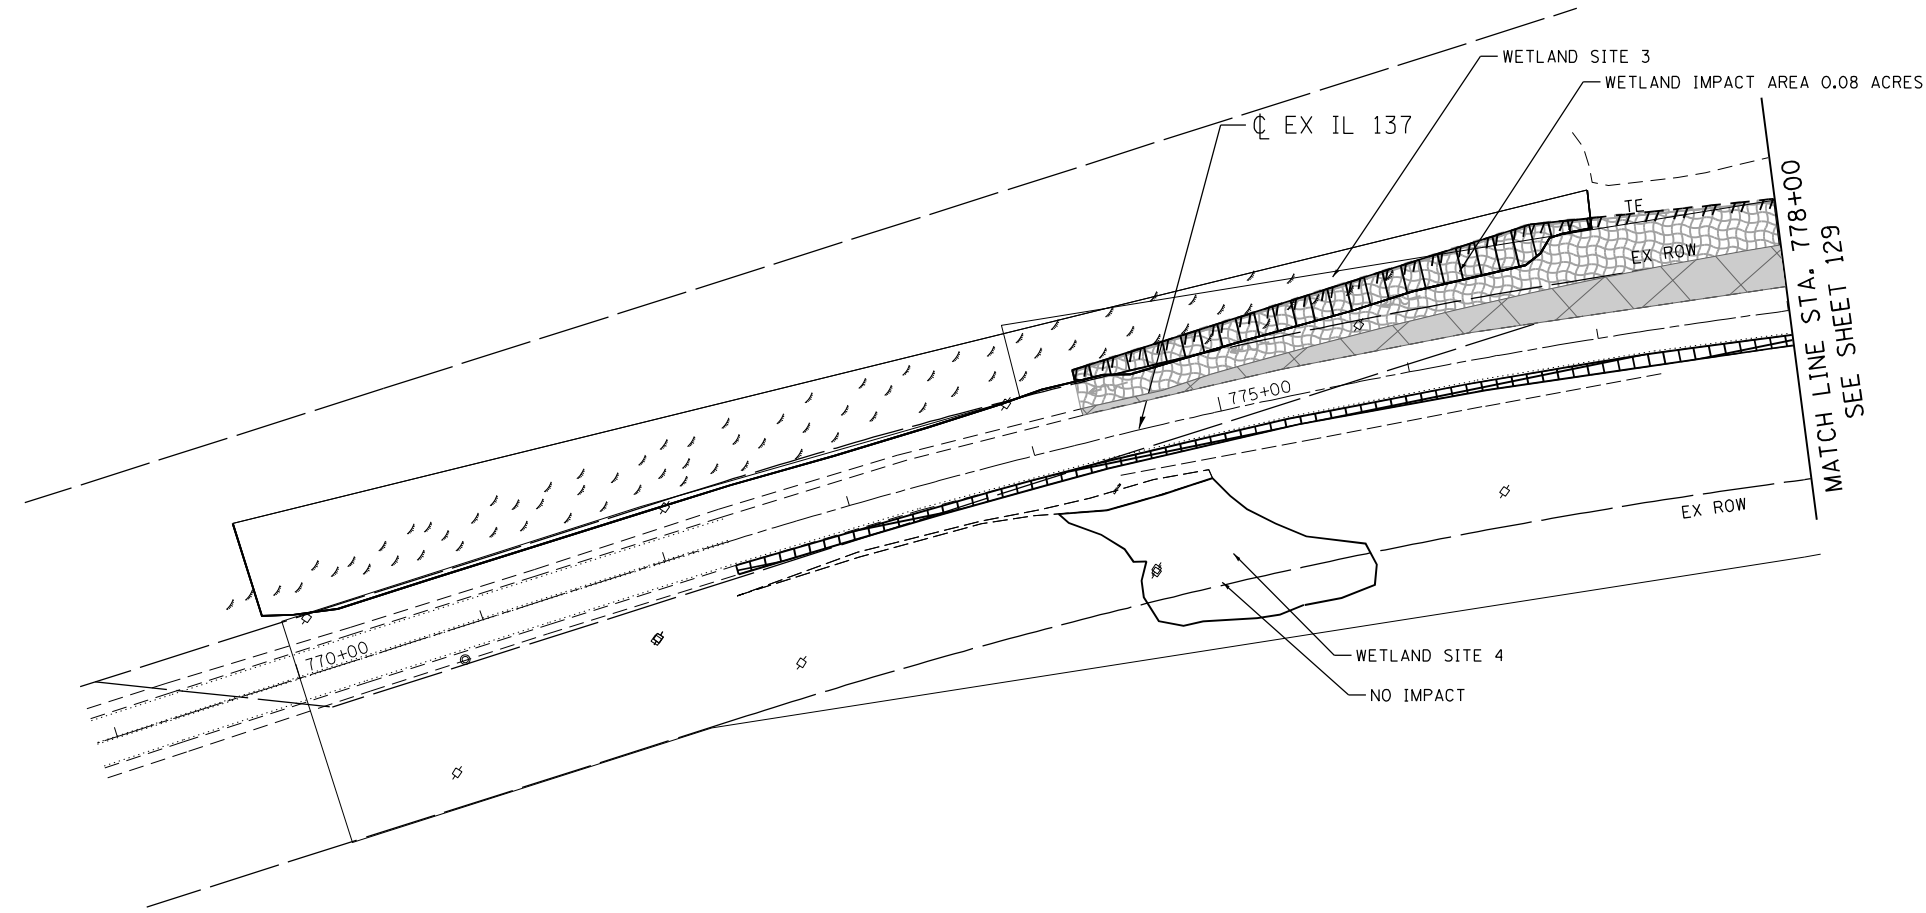 WETLAND SITE 3
WETLAND IMPACT AREA 0.08 ACRES
℄ EX IL 137
TE
EX ROW
MATCH LINE STA. 778+00
SEE SHEET 129
775+00
EX ROW
770+00
WETLAND SITE 4
NO IMPACT